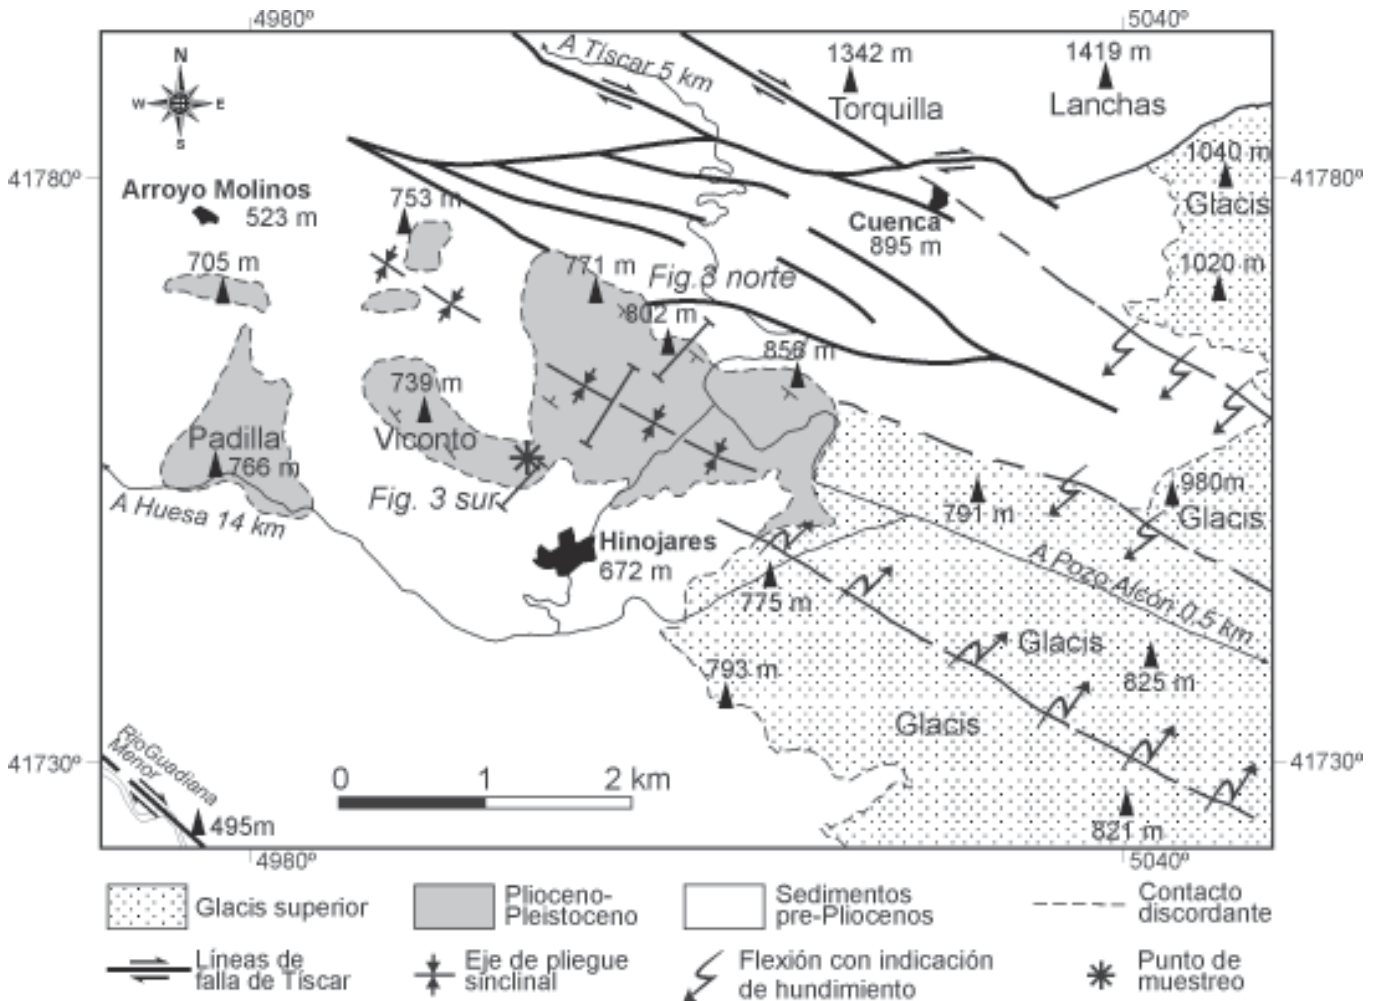 4980º
5040º
A Tíscar 5 km
1342 m
Torquilla
1419 m
Lanchas
N
W
E
S
1040 m
Glacis
41780º
41780º
Arroyo Molinos
523 m
753 m
Cuenca
895 m
705 m
771 m
Fig.3 norte
1020 m
802 m
856 m
739 m
Padilla
Viconto
766 m
980m
Glacis
791 m
A Huesa 14 km
Fig. 3 sur
Hinojares
672 m
775 m
A Pozo Alcón 0,5 km
Glacis
825 m
793 m
Glacis
Río Guadiana
Menor
41730º
41730º
0
1
2 km
495m
821 m
4980º
5040º
Glacis superior
Plioceno-
Pleistoceno
Sedimentos
pre-Pliocenos
Contacto
discordante
Líneas de
falla de Tíscar
Eje de pliegue
sinclinal
Flexión con indicación
de hundimiento
Punto de
muestreo